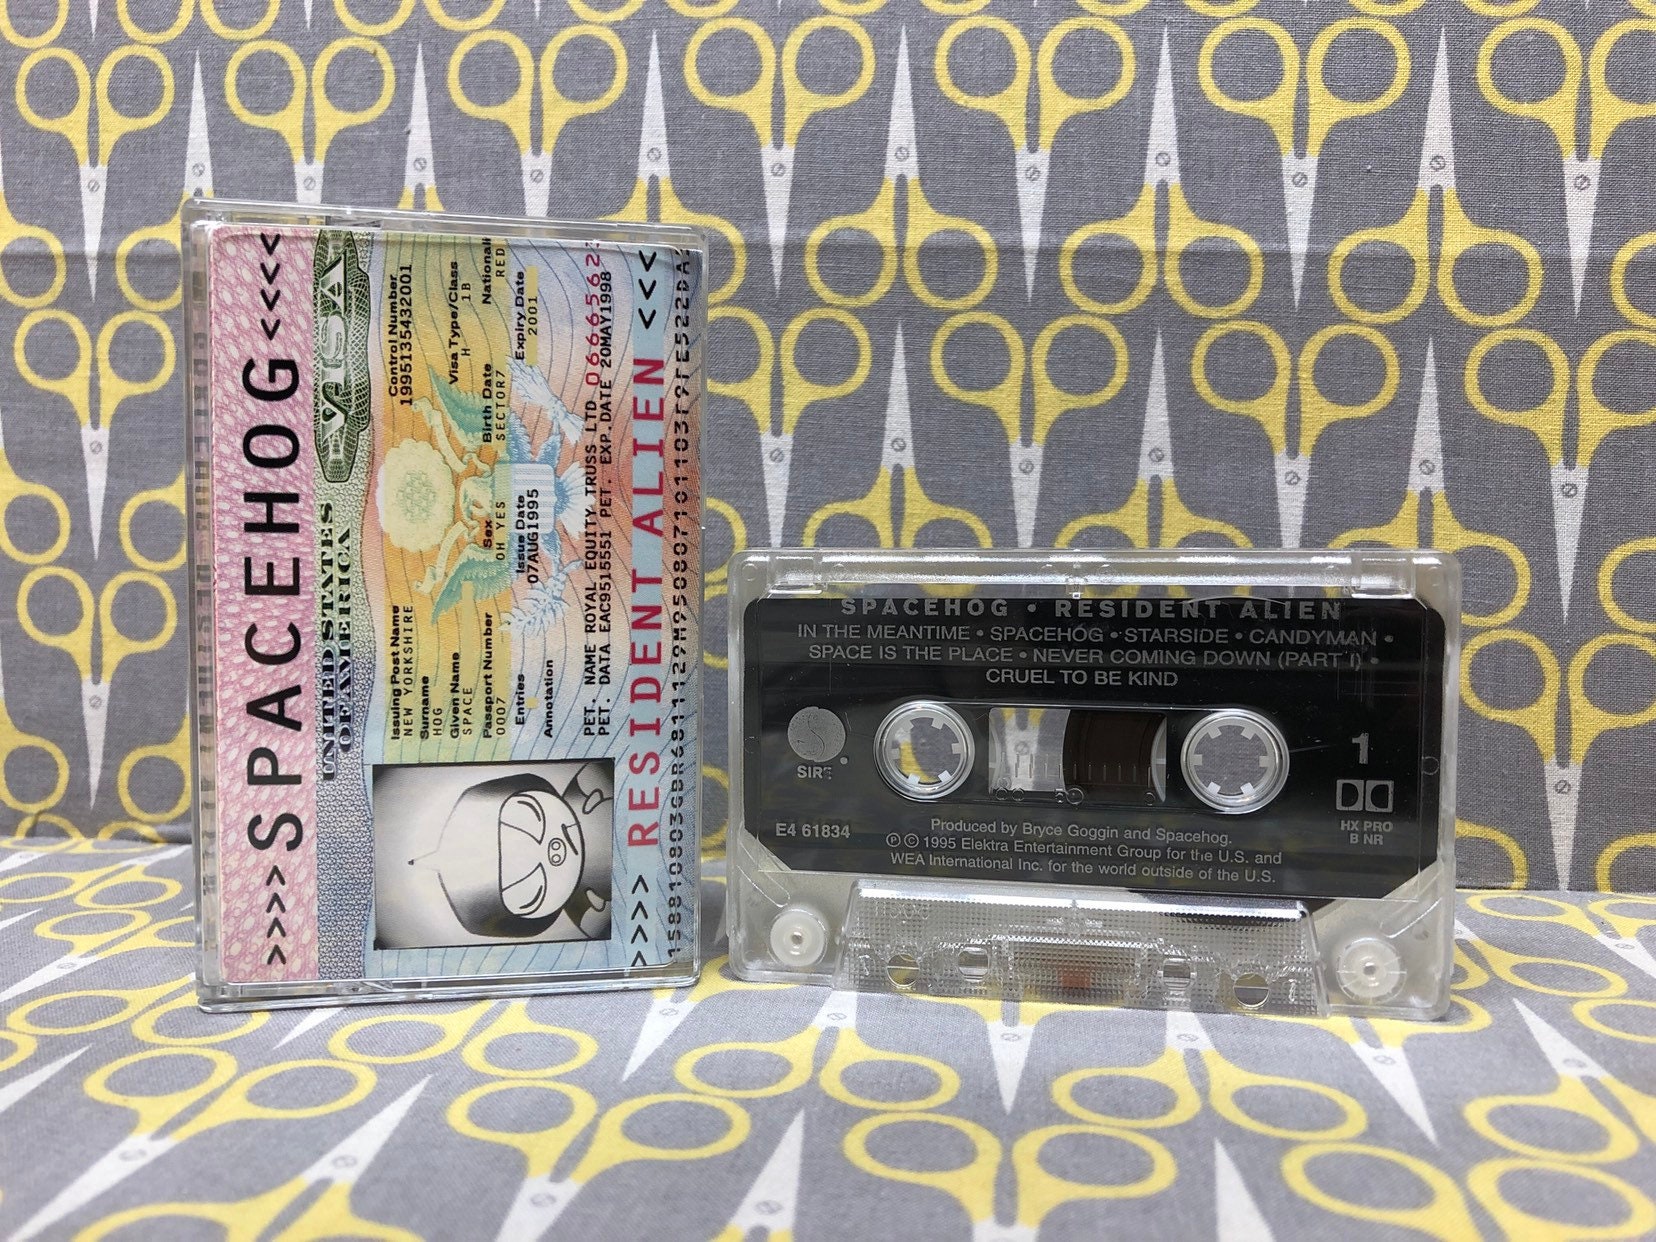 >>>>SPACEHOG<<<<
UNITED STATES
OF AMERICA
VISA
Issuing Post Name
NEW YORKSHIRE
Control Number
1995135432001
Surname
HOG
Given Name
SPACE
Visa Type/Class
H 1B
Passport Number
0007
Sex
OH YES
Birth Date
SECTOR7
Nationali
RED
Entries
Issue Date
07AUG1995
Expiry Date
2001
Annotation
PET. NAME ROYAL EQUITY TRUSS LTD
PET. DATA EAC9515551 PET. EXP.DATE 20MAY1998
>>>> RESIDENT ALIEN <<<
SPACEHOG • RESIDENT ALIEN
IN THE MEANTIME • SPACEHOG • STARSIDE • CANDYMAN •
SPACE IS THE PLACE • NEVER COMING DOWN (PART I) •
CRUEL TO BE KIND
SIRE
1
HX PRO
B NR
E4 61834
Produced by Bryce Goggin and Spacehog.
℗ © 1995 Elektra Entertainment Group for the U.S. and
WEA International Inc. for the world outside of the U.S.